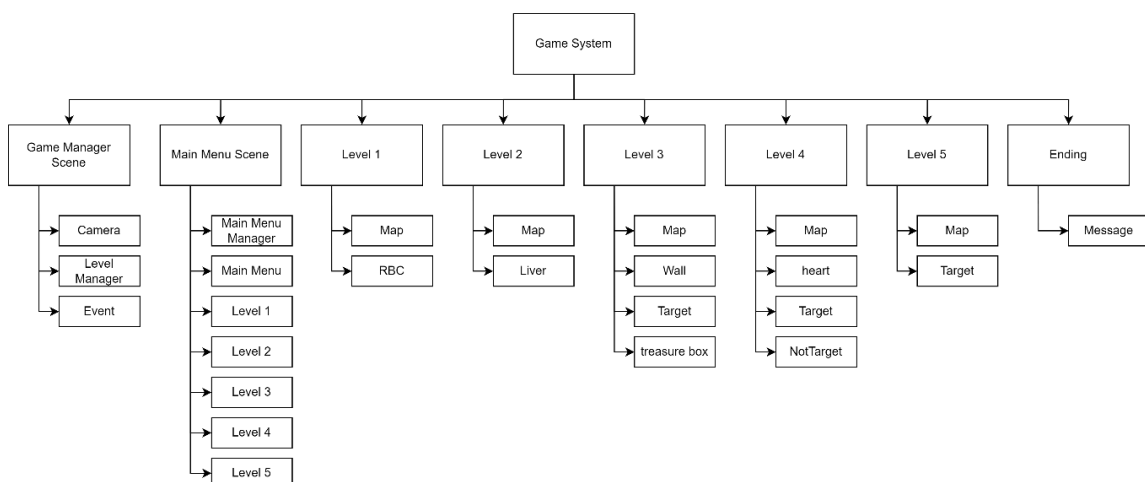 Game System
Game Manager
Scene
Main Menu Scene
Level 1
Level 2
Level 3
Level 4
Level 5
Ending
Camera
Level
Manager
Event
Main Menu
Manager
Main Menu
Level 1
Level 2
Level 3
Level 4
Level 5
Map
RBC
Map
Liver
Map
Wall
Target
treasure box
Map
heart
Target
NotTarget
Map
Target
Message